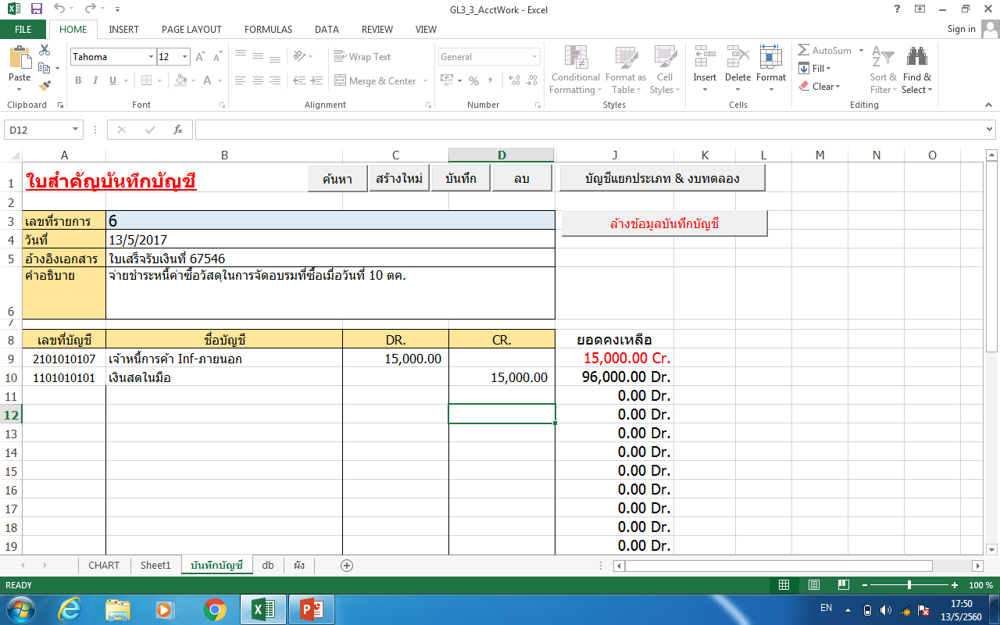 GL3_3_AcctWork - Excel
FILE HOME INSERT PAGE LAYOUT FORMULAS DATA REVIEW VIEW Sign in
Paste
Tahoma 12
B I U
Wrap Text
Merge & Center
General
Conditional Formatting
Format as Table
Cell Styles
Insert Delete Format
AutoSum
Fill
Clear
Sort & Filter
Find & Select
Clipboard Font Alignment Number Styles Cells Editing
D12 fx
A B C D J K L M N O
1 ใบสำคัญบันทึกบัญชี ค้นหา สร้างใหม่ บันทึก ลบ บัญชีแยกประเภท & งบทดลอง
2
3 เลขที่รายการ 6 ล้างข้อมูลบันทึกบัญชี
4 วันที่ 13/5/2017
5 อ้างอิงเอกสาร ใบเสร็จรับเงินที่ 67546
6 คำอธิบาย จ่ายชำระหนี้ค่าซื้อวัสดุในการจัดอบรมที่ซื้อเมื่อวันที่ 10 ตค.
7
8 เลขที่บัญชี ชื่อบัญชี DR. CR. ยอดคงเหลือ
9 2101010107 เจ้าหนี้การค้า Inf-ภายนอก 15,000.00 15,000.00 Cr.
10 1101010101 เงินสดในมือ 15,000.00 96,000.00 Dr.
11 0.00 Dr.
12 0.00 Dr.
13 0.00 Dr.
14 0.00 Dr.
15 0.00 Dr.
16 0.00 Dr.
17 0.00 Dr.
18 0.00 Dr.
19 0.00 Dr.
CHART Sheet1 บันทึกบัญชี db ผัง
READY 100 %
EN 17:50
13/5/2560